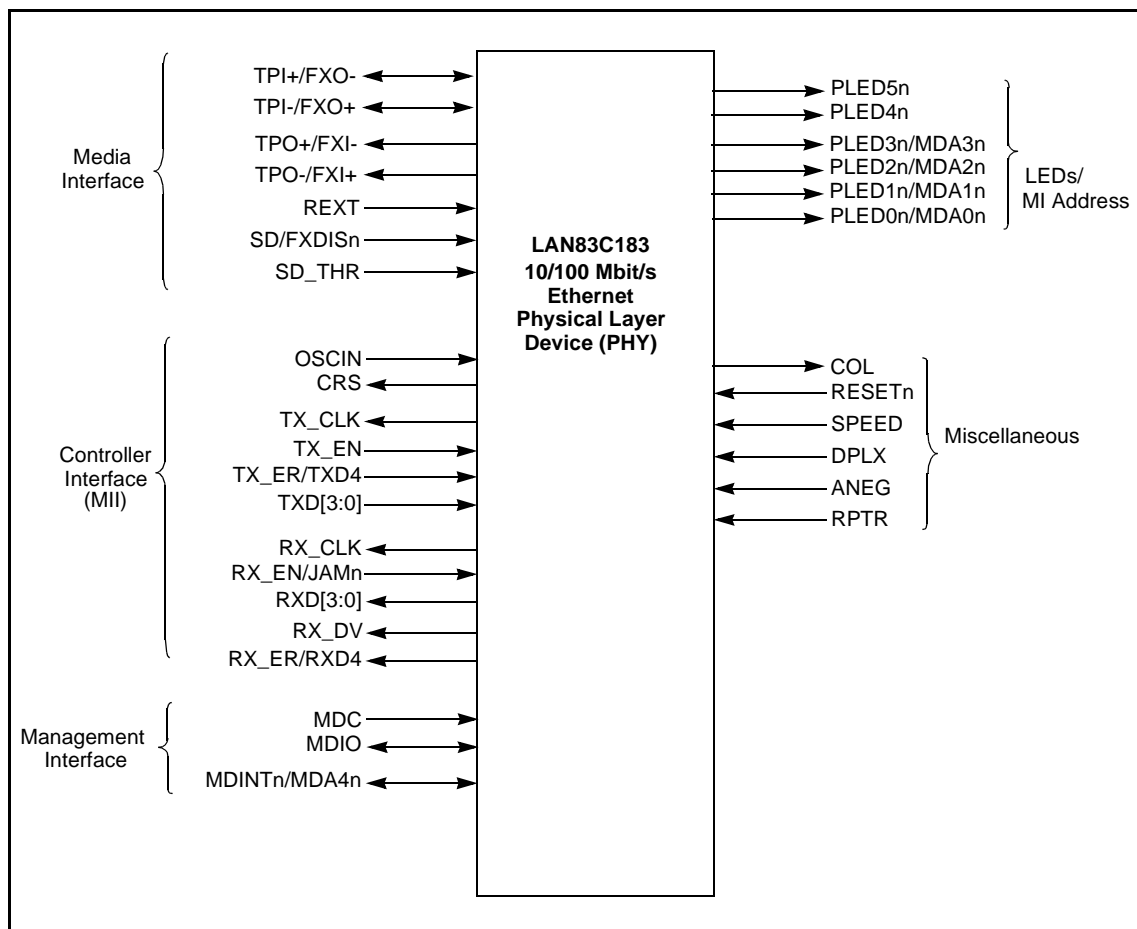 TPI+/FXO-
TPI-/FXO+
TPO+/FXI-
TPO-/FXI+
REXT
SD/FXDISn
SD_THR
Media
Interface
OSCIN
CRS
TX_CLK
TX_EN
TX_ER/TXD4
TXD[3:0]
RX_CLK
RX_EN/JAMn
RXD[3:0]
RX_DV
RX_ER/RXD4
Controller
Interface
(MII)
MDC
MDIO
MDINTn/MDA4n
Management
Interface
LAN83C183
10/100 Mbit/s
Ethernet
Physical Layer
Device (PHY)
PLED5n
PLED4n
PLED3n/MDA3n
PLED2n/MDA2n
PLED1n/MDA1n
PLED0n/MDA0n
LEDs/
MI Address
COL
RESETn
SPEED
DPLX
ANEG
RPTR
Miscellaneous